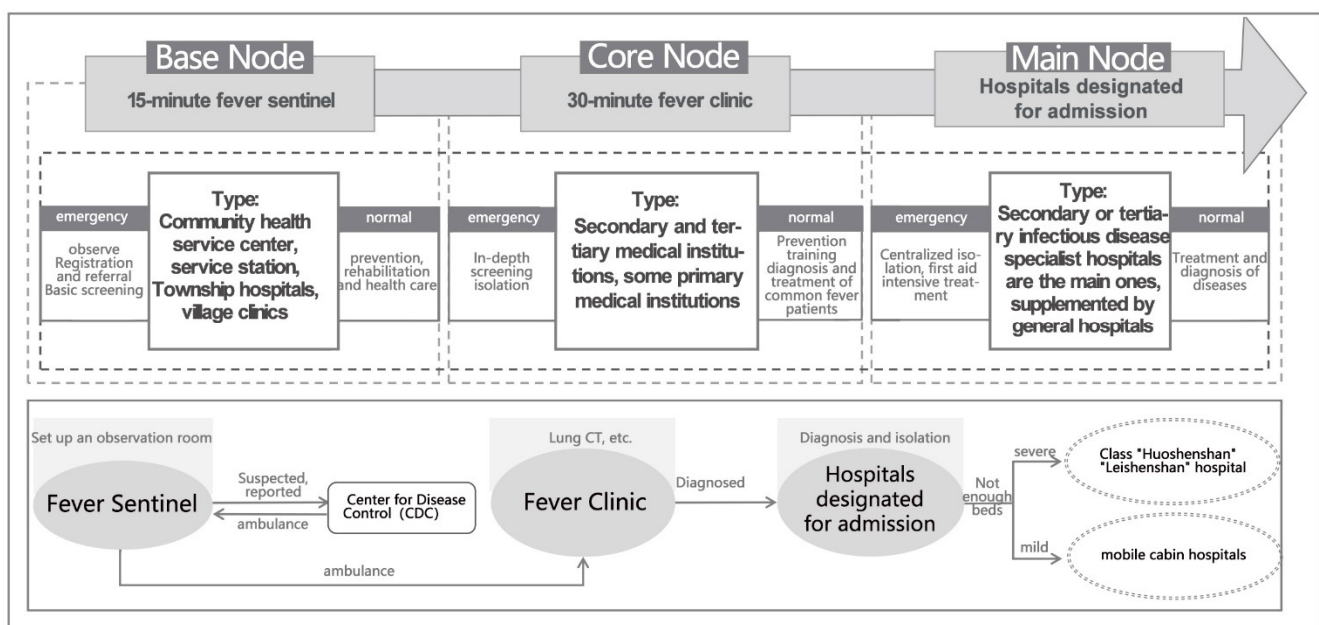 Base Node
15-minute fever sentinel
Core Node
30-minute fever clinic
Main Node
Hospitals designated
for admission
emergency
observe
Registration
and referral
Basic screening
Type:
Community health
service center,
service station,
Township hospitals,
village clinics
normal
prevention,
rehabilitation
and health care
emergency
In-depth
screening
isolation
Type:
Secondary and ter-
tiary medical institu-
tions, some primary
medical institutions
normal
Prevention
training
diagnosis and
treatment of
common fever
patients
emergency
Centralized iso-
lation, first aid
intensive treat-
ment
Type:
Secondary or tertia-
ry infectious disease
specialist hospitals
are the main ones,
supplemented by
general hospitals
normal
Treatment and
diagnosis of
diseases
Set up an observation room
Fever Sentinel
Suspected,
reported
ambulance
Center for Disease
Control (CDC)
ambulance
Lung CT, etc.
Fever Clinic
Diagnosed
Diagnosis and isolation
Hospitals
designated
for admission
Not
enough
beds
severe
Class "Huoshenshan"
"Leishenshan" hospital
mild
mobile cabin hospitals